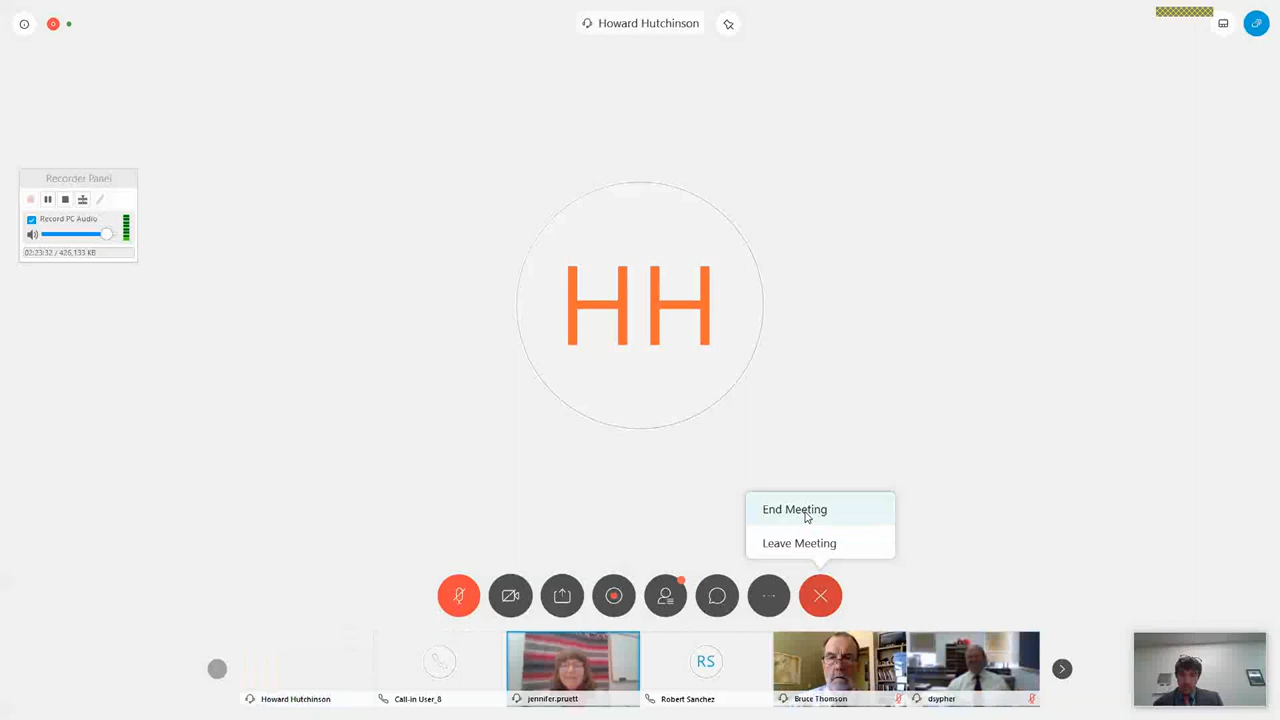 Howard Hutchinson
Recorder Panel
Record PC Audio
02:23:32 / 426,133 KB
HH
End Meeting
Leave Meeting
RS
Howard Hutchinson
Call-in User_8
jennifer.pruett
Robert Sanchez
Bruce Thomson
dsypher